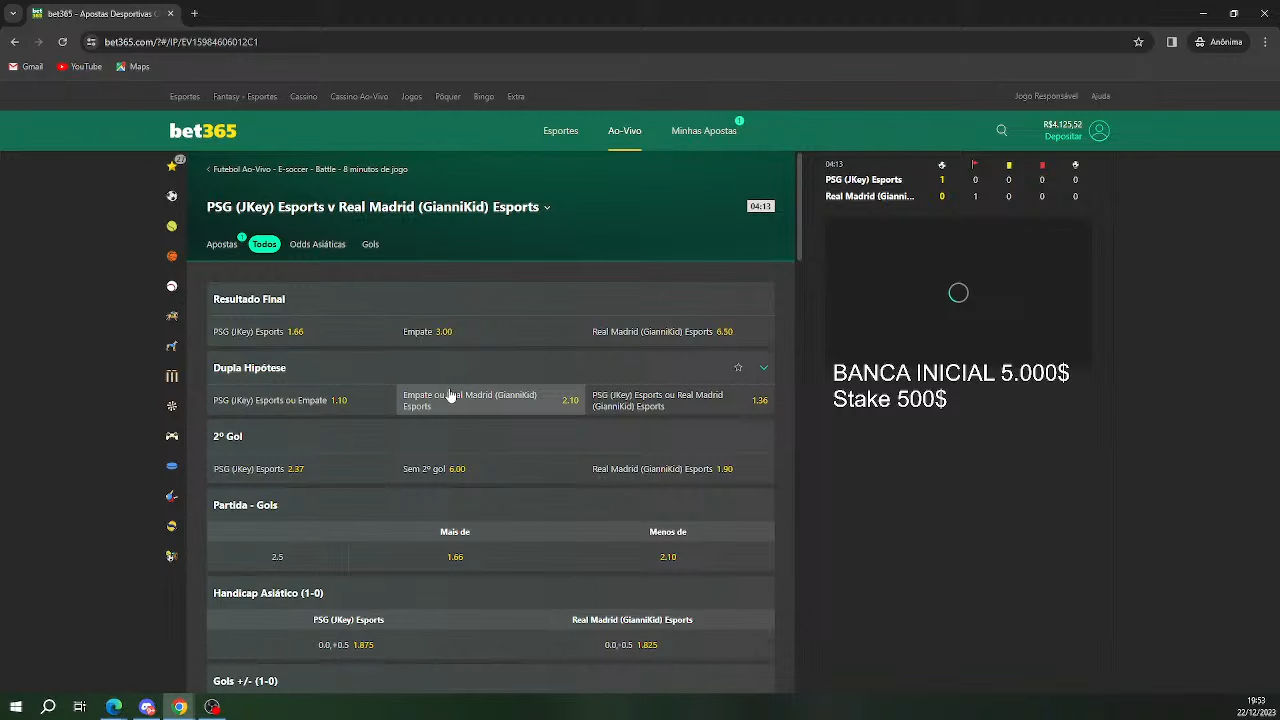 bet365 - Apostas Desportivas
bet365.com/?#/IP/EV15984606012C1
Anônima
Gmail
YouTube
Maps
Esportes
Fantasy - Esportes
Cassino
Cassino Ao-Vivo
Jogos
Pôquer
Bingo
Extra
Jogo Responsável
Ajuda
bet365
Esportes
Ao-Vivo
Minhas Apostas
1
R$4.125,52
Depositar
27
Futebol Ao-Vivo - E-soccer - Battle - 8 minutos de jogo
PSG (JKey) Esports v Real Madrid (GianniKid) Esports
04:13
Apostas
1
Todos
Odds Asiáticas
Gols
04:13
PSG (JKey) Esports 1 0 0 0 0
Real Madrid (Gianni... 0 1 0 0 0
Resultado Final
PSG (JKey) Esports 1.66
Empate 3.00
Real Madrid (GianniKid) Esports 6.50
Dupla Hipótese
PSG (JKey) Esports ou Empate 1.10
Empate ou Real Madrid (GianniKid)
Esports
2.10
PSG (JKey) Esports ou Real Madrid
(GianniKid) Esports
1.36
2º Gol
PSG (JKey) Esports 2.37
Sem 2º gol 6.00
Real Madrid (GianniKid) Esports 1.90
Partida - Gols
Mais de
Menos de
2.5
1.66
2.10
Handicap Asiático (1-0)
PSG (JKey) Esports
Real Madrid (GianniKid) Esports
0.0,+0.5 1.875
0.0,-0.5 1.825
Gols +/- (1-0)
BANCA INICIAL 5.000$
Stake 500$
19:53
22/12/2023